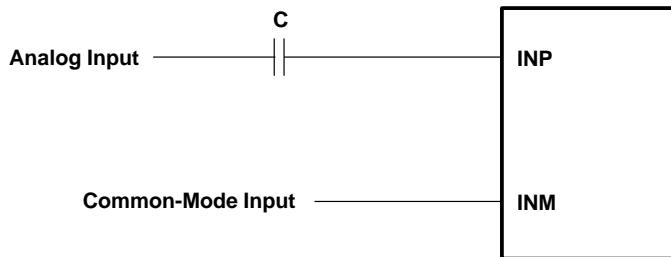 C
Analog Input
INP
Common-Mode Input
INM